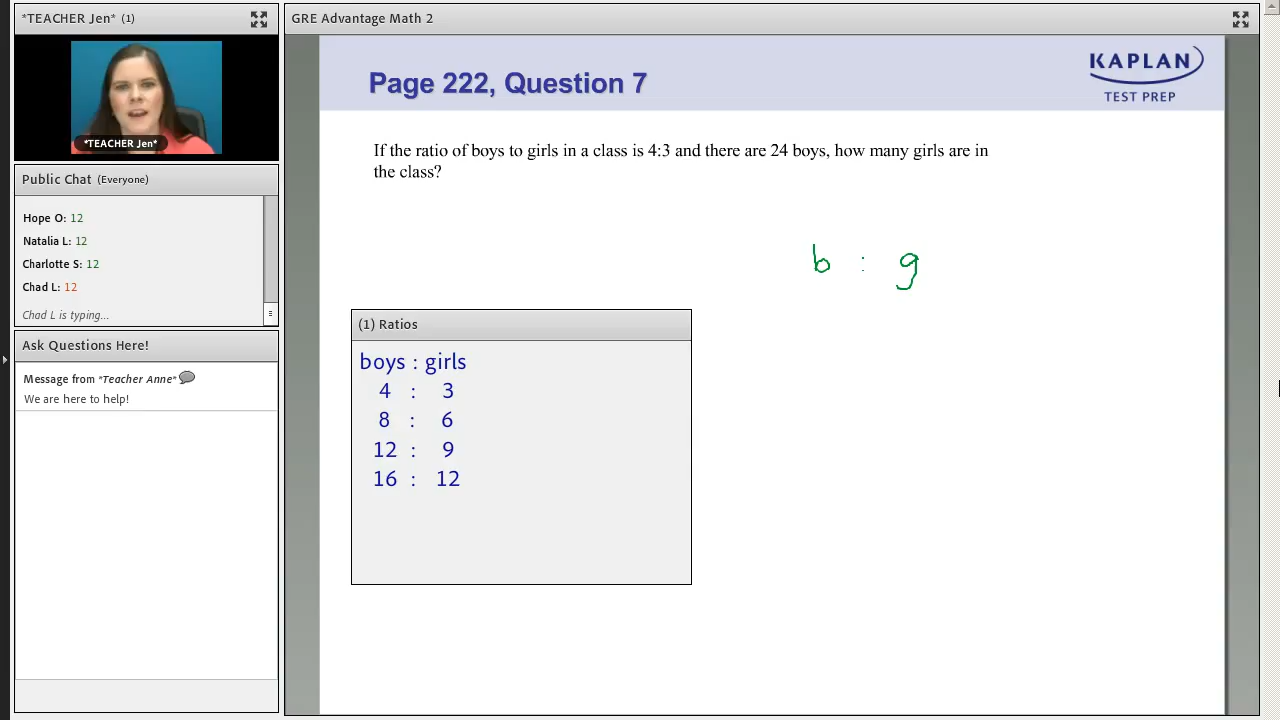 *TEACHER Jen* (1)
*TEACHER Jen*
Public Chat (Everyone)
Hope O: 12
Natalia L: 12
Charlotte S: 12
Chad L: 12
Chad L is typing...
Ask Questions Here!
Message from *Teacher Anne*
We are here to help!
GRE Advantage Math 2
Page 222, Question 7
KAPLAN
TEST PREP
If the ratio of boys to girls in a class is 4:3 and there are 24 boys, how many girls are in
the class?
b : g
(1) Ratios
boys : girls
4 : 3
8 : 6
12 : 9
16 : 12